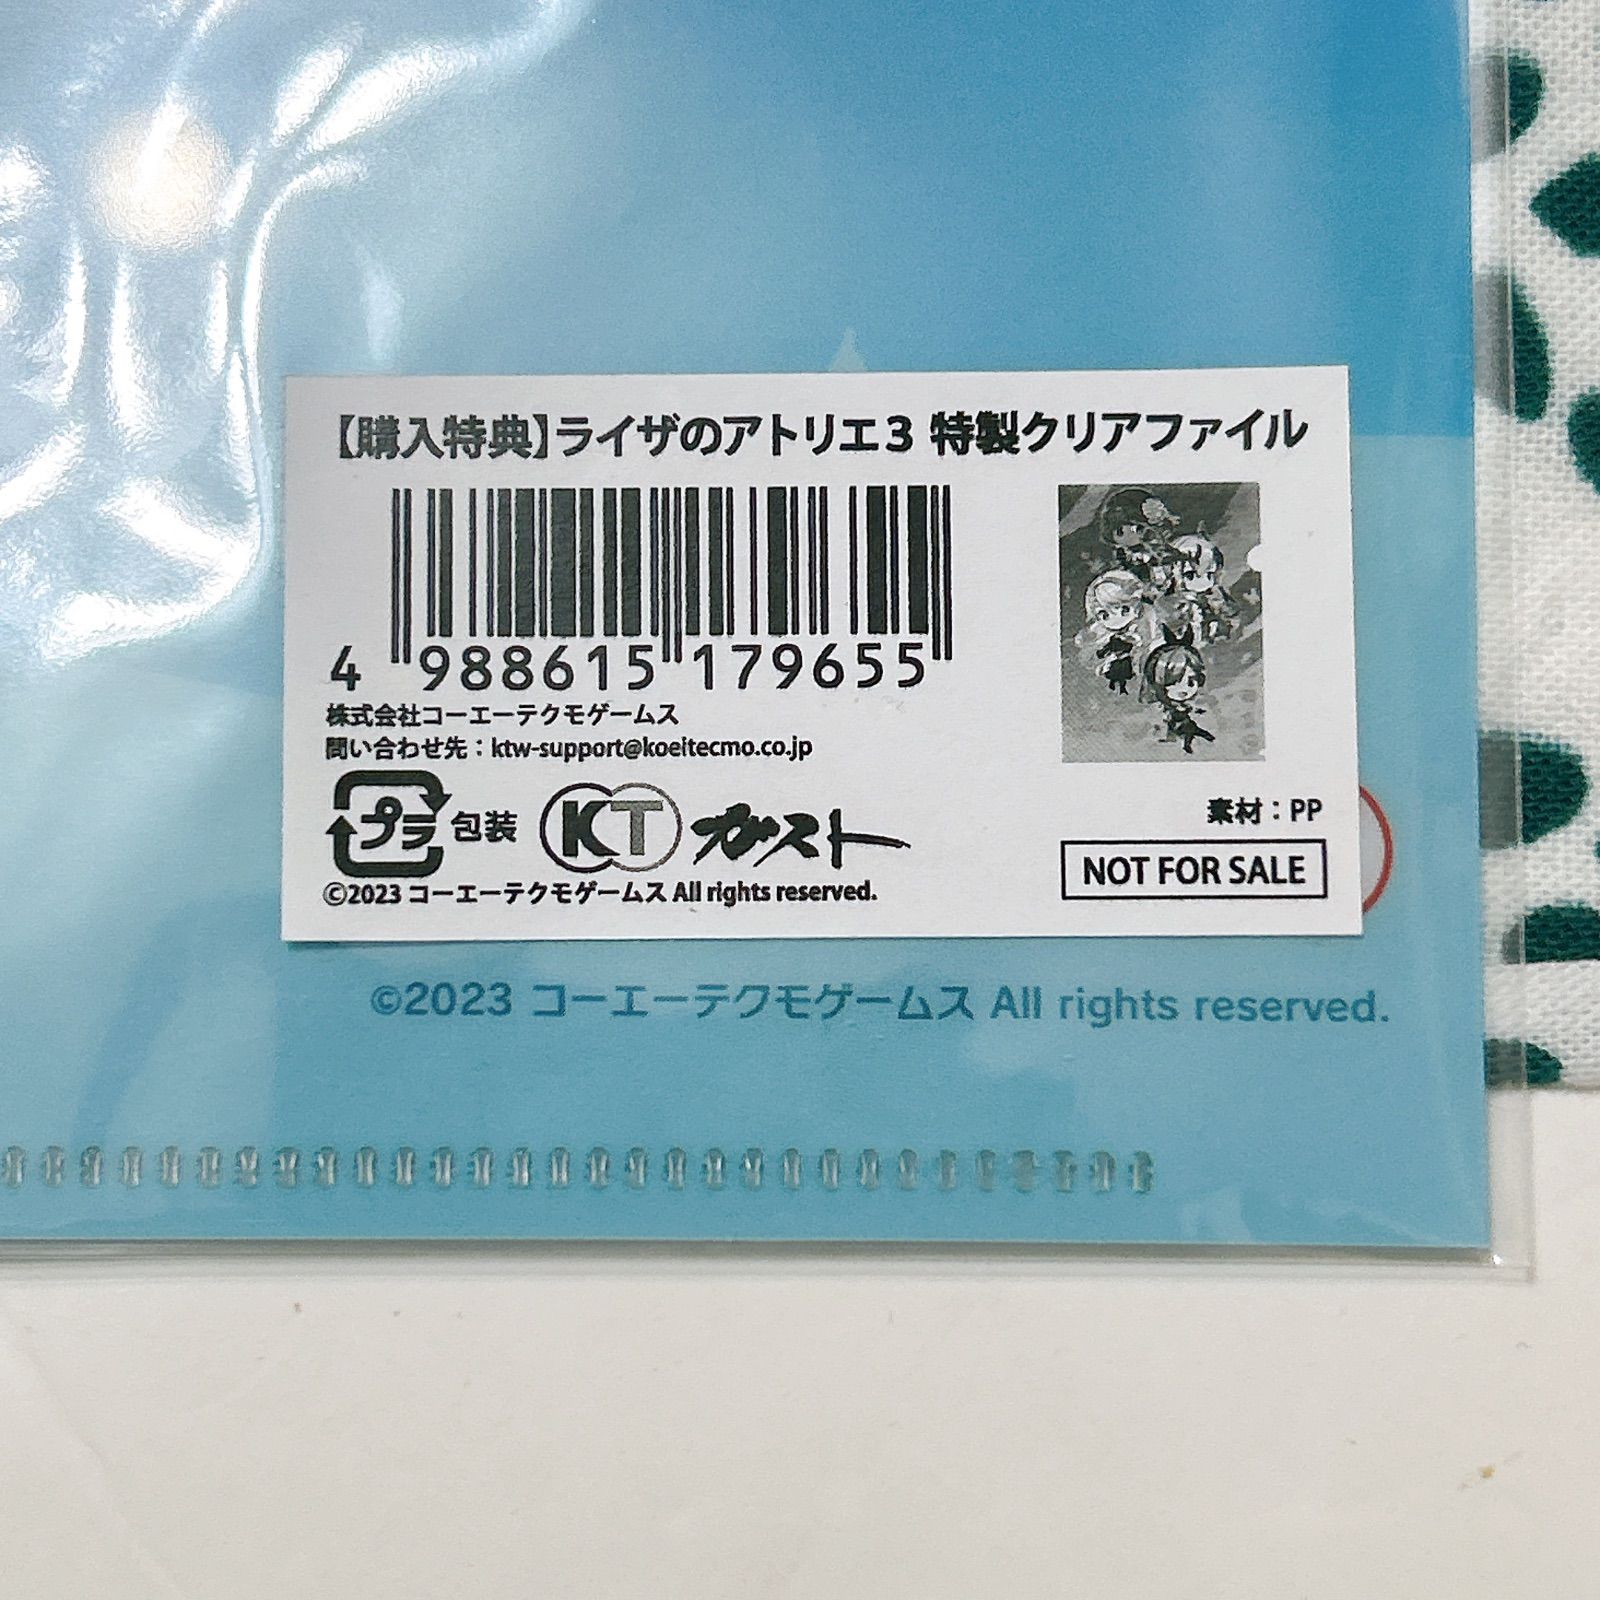 【購入特典】ライザのアトリエ3 特製クリアファイル
4 988615 179655
株式会社コーエーテクモゲームス
問い合わせ先：ktw-support@koeitecmo.co.jp
プラ 包装 KT ガスト
素材：PP
NOT FOR SALE
©2023 コーエーテクモゲームス All rights reserved.
©2023 コーエーテクモゲームス All rights reserved.